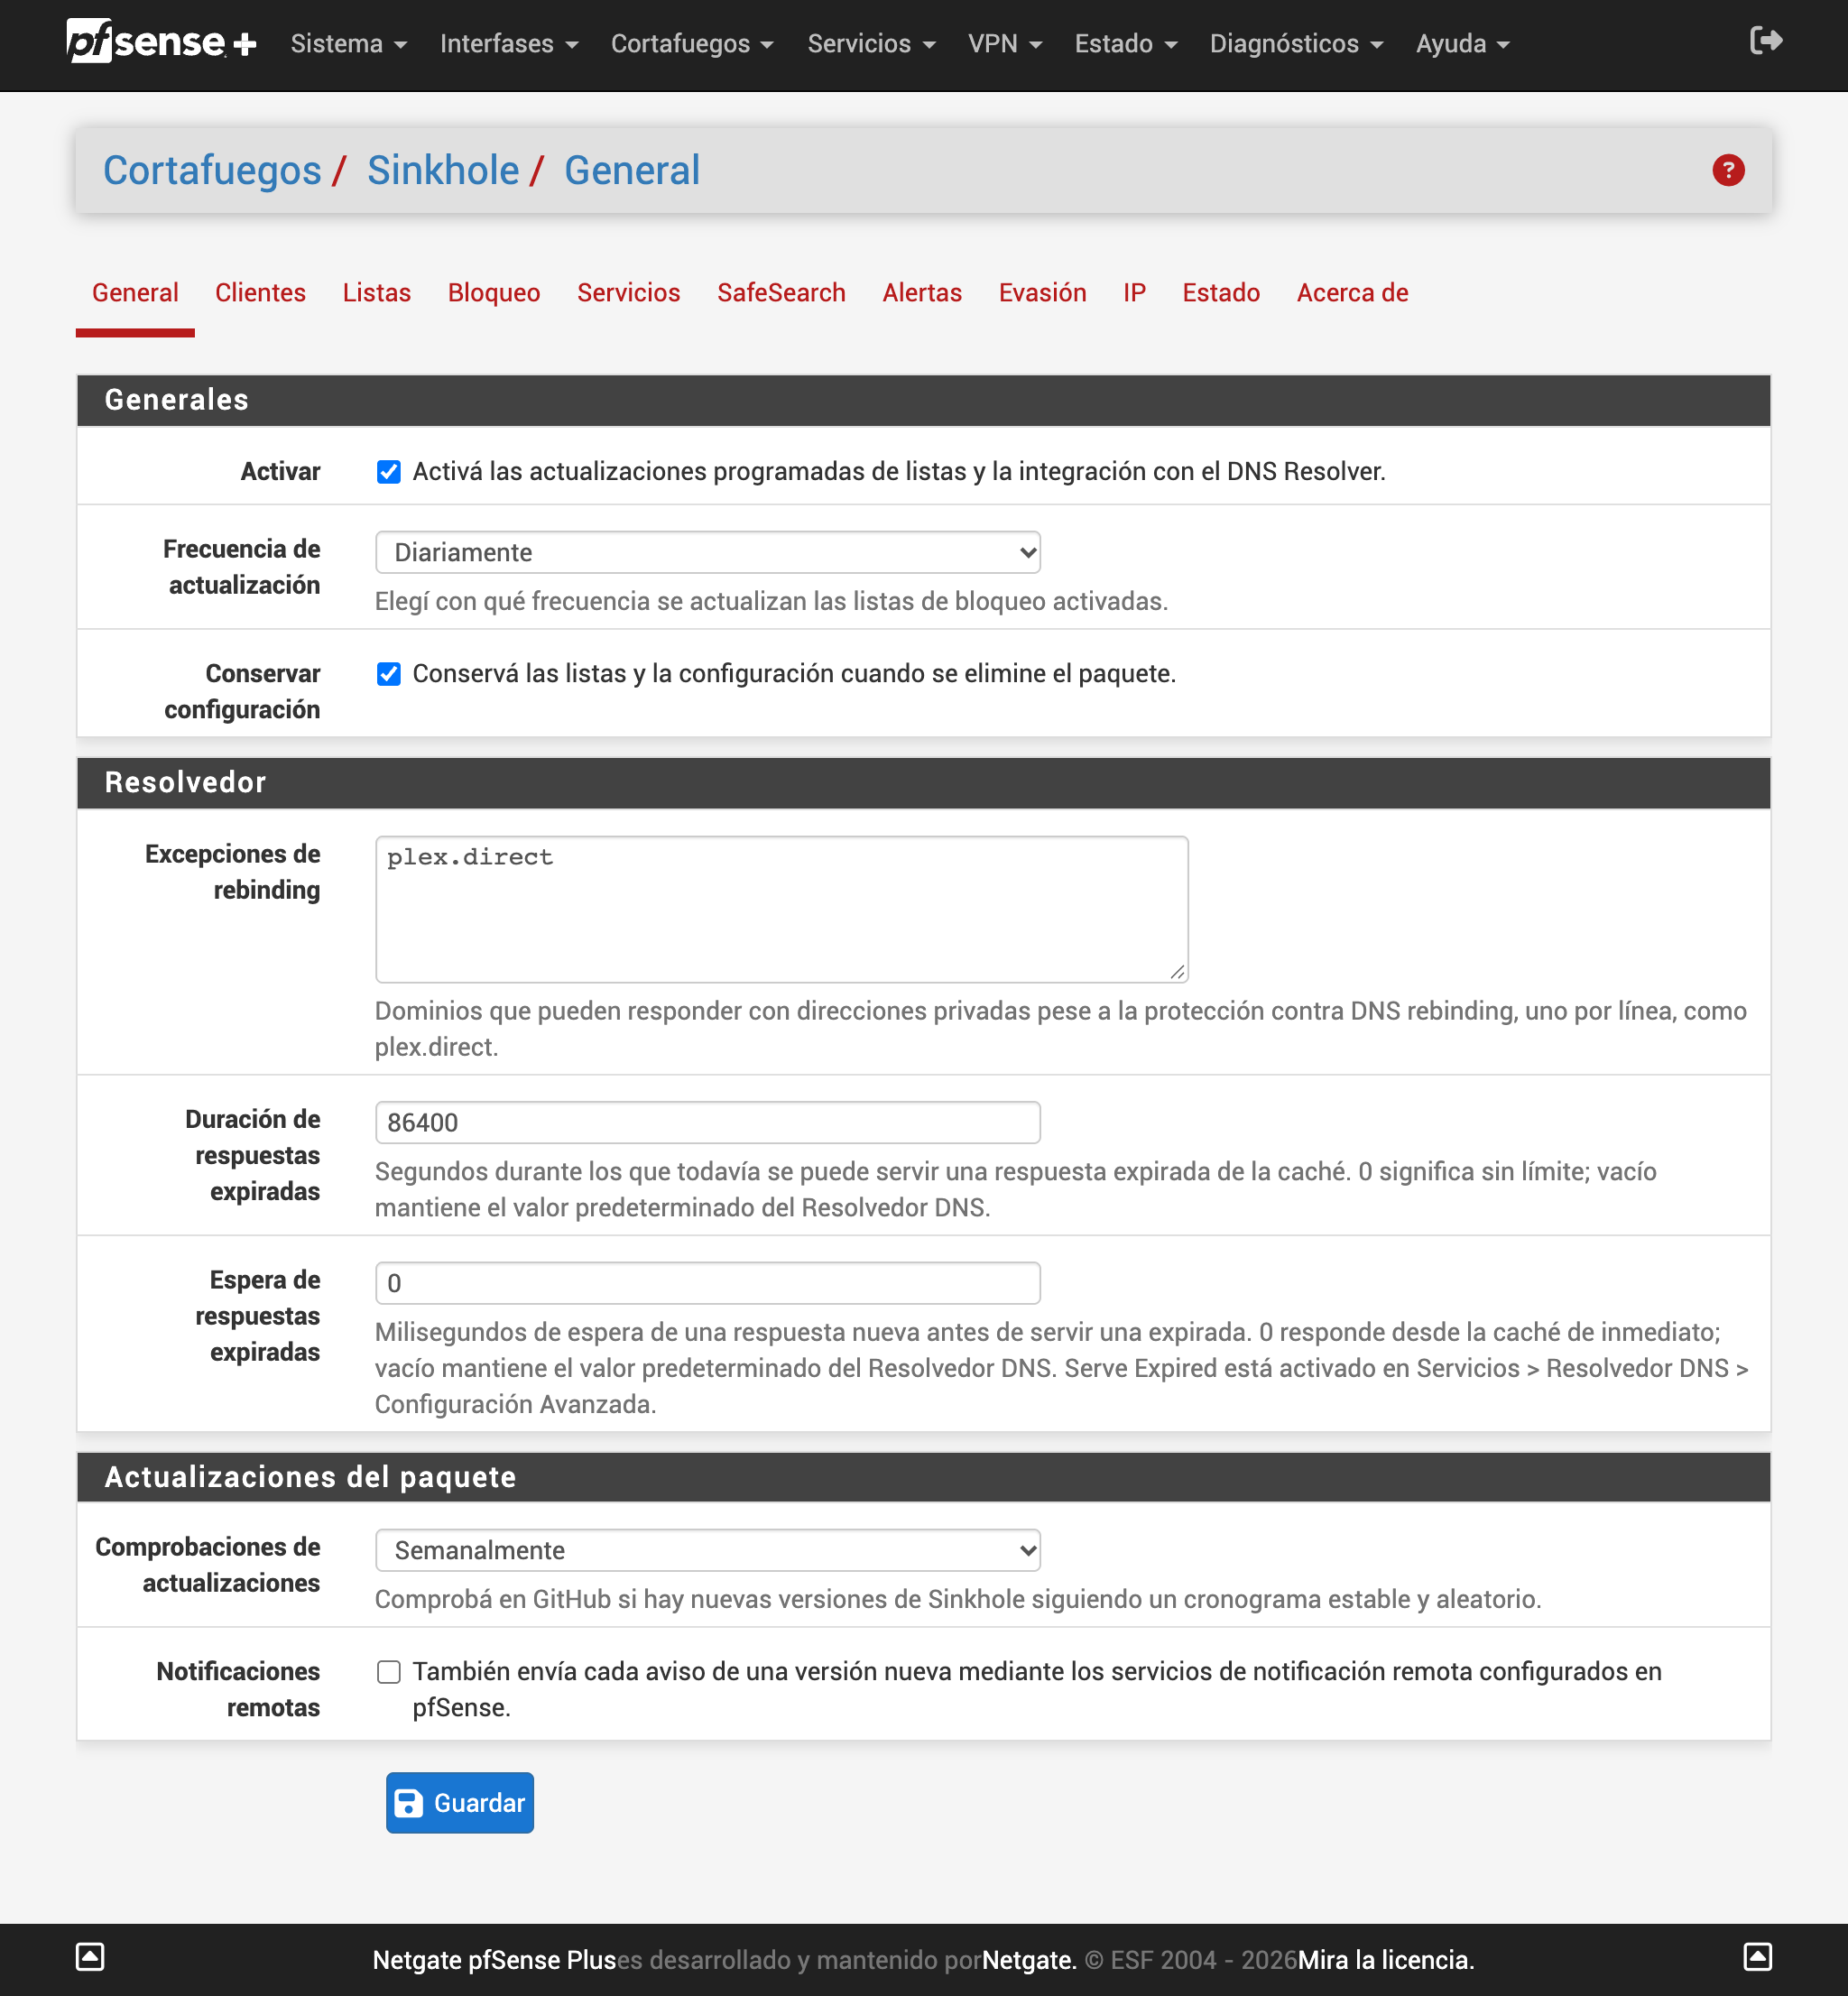 pfsense +
Sistema Interfases Cortafuegos Servicios VPN Estado Diagnósticos Ayuda
Cortafuegos / Sinkhole / General
?
General Clientes Listas Bloqueo Servicios SafeSearch Alertas Evasión IP Estado Acerca de
Generales
Activar
Activá las actualizaciones programadas de listas y la integración con el DNS Resolver.
Frecuencia de
actualización
Diariamente
Elegí con qué frecuencia se actualizan las listas de bloqueo activadas.
Conservar
configuración
Conservá las listas y la configuración cuando se elimine el paquete.
Resolvedor
Excepciones de
rebinding
plex.direct
Dominios que pueden responder con direcciones privadas pese a la protección contra DNS rebinding, uno por línea, como
plex.direct.
Duración de
respuestas
expiradas
86400
Segundos durante los que todavía se puede servir una respuesta expirada de la caché. 0 significa sin límite; vacío
mantiene el valor predeterminado del Resolvedor DNS.
Espera de
respuestas
expiradas
0
Milisegundos de espera de una respuesta nueva antes de servir una expirada. 0 responde desde la caché de inmediato;
vacío mantiene el valor predeterminado del Resolvedor DNS. Serve Expired está activado en Servicios > Resolvedor DNS >
Configuración Avanzada.
Actualizaciones del paquete
Comprobaciones de
actualizaciones
Semanalmente
Comprobá en GitHub si hay nuevas versiones de Sinkhole siguiendo un cronograma estable y aleatorio.
Notificaciones
remotas
También envía cada aviso de una versión nueva mediante los servicios de notificación remota configurados en
pfSense.
Guardar
Netgate pfSense Pluses desarrollado y mantenido porNetgate. © ESF 2004 - 2026Mira la licencia.